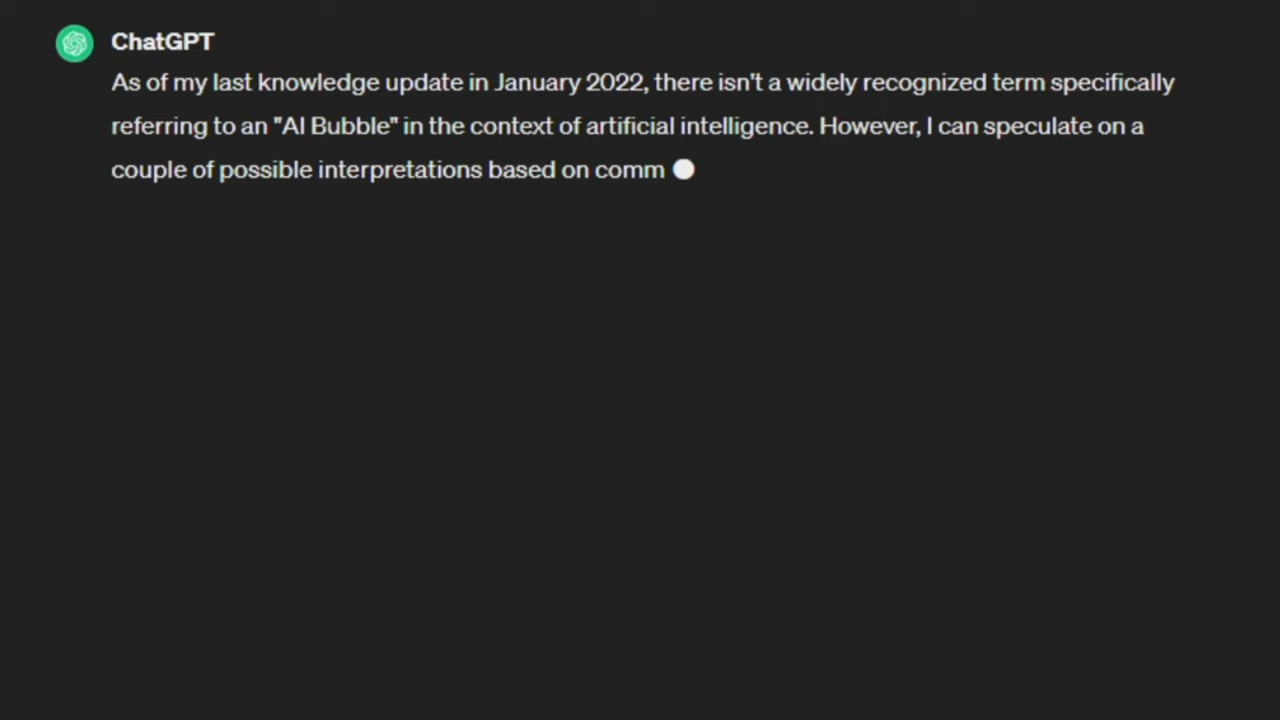 ChatGPT
As of my last knowledge update in January 2022, there isn't a widely recognized term specifically
referring to an "AI Bubble" in the context of artificial intelligence. However, I can speculate on a
couple of possible interpretations based on comm